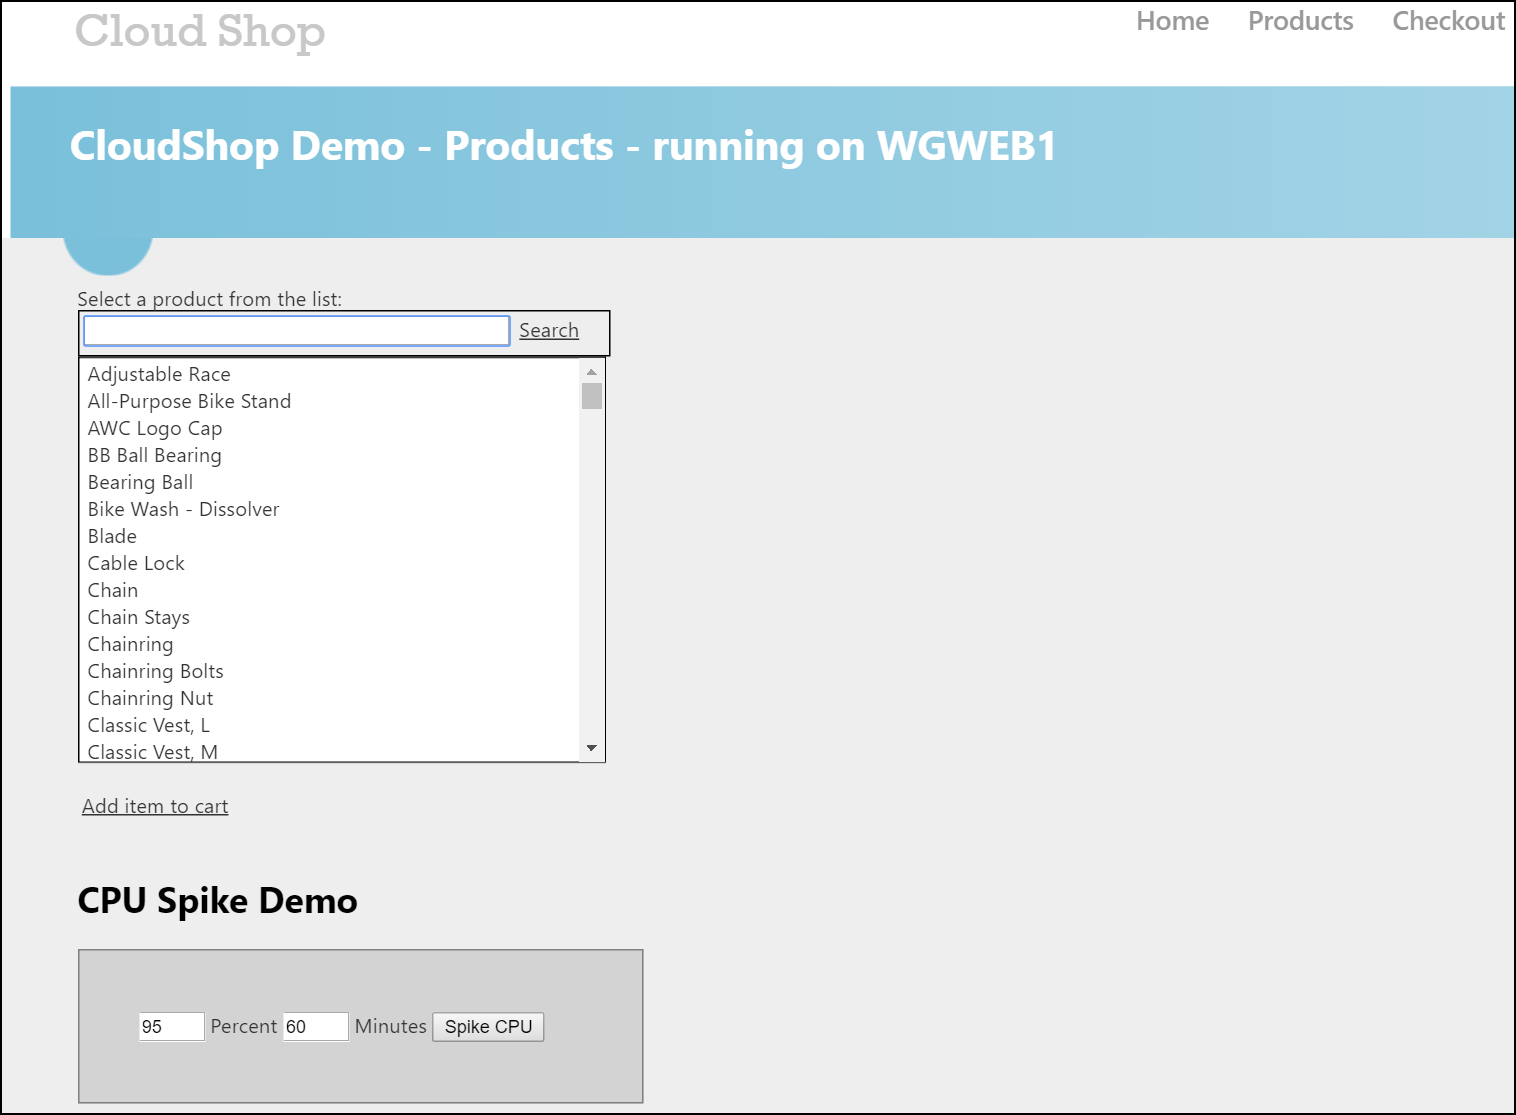 Cloud Shop
Home Products Checkout
CloudShop Demo - Products - running on WGWEB1
Select a product from the list:
Search
Adjustable Race
All-Purpose Bike Stand
AWC Logo Cap
BB Ball Bearing
Bearing Ball
Bike Wash - Dissolver
Blade
Cable Lock
Chain
Chain Stays
Chainring
Chainring Bolts
Chainring Nut
Classic Vest, L
Classic Vest, M
Add item to cart
CPU Spike Demo
95 Percent 60 Minutes Spike CPU